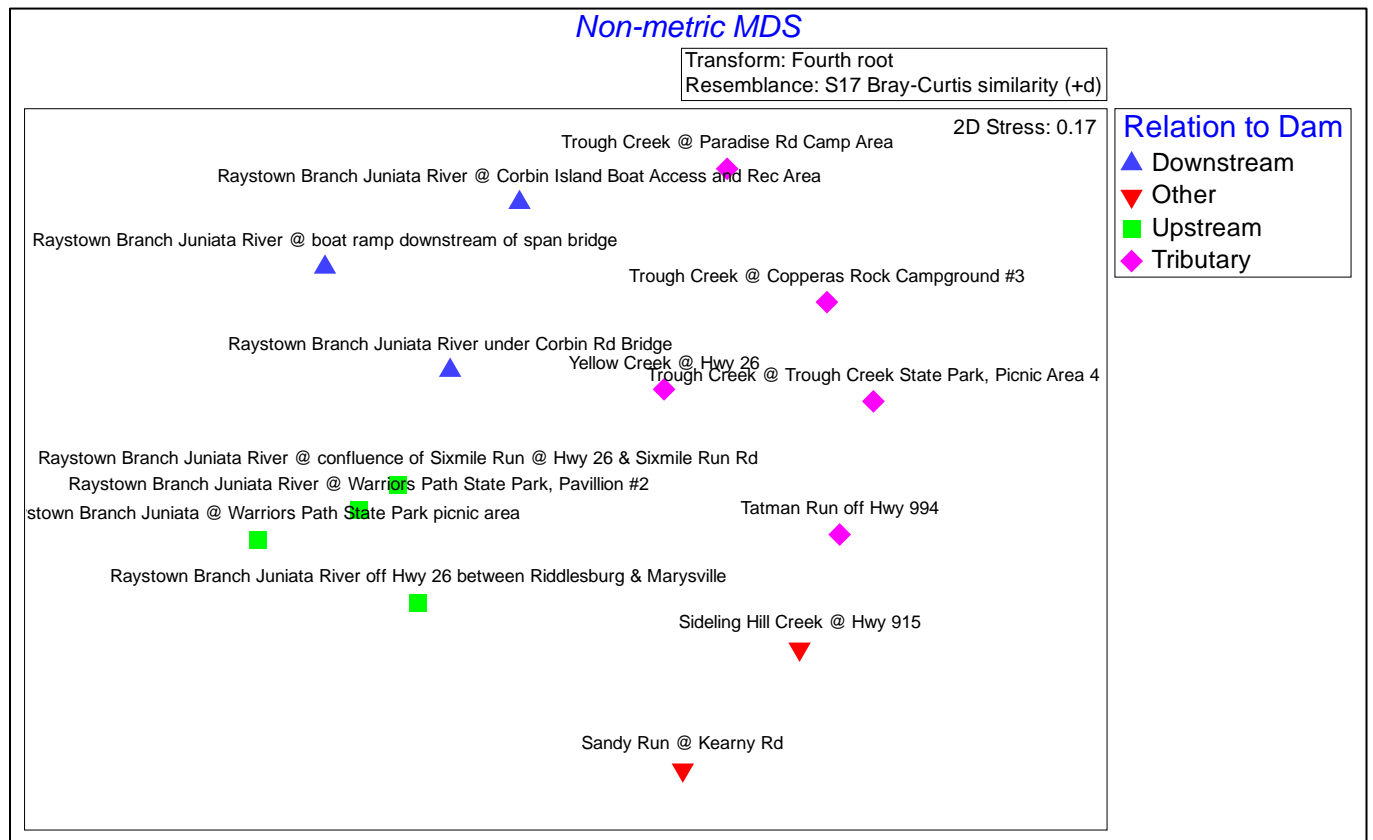 Non-metric MDS
Transform: Fourth root
Resemblance: S17 Bray-Curtis similarity (+d)
2D Stress: 0.17
Relation to Dam
Downstream
Other
Upstream
Tributary
Trough Creek @ Paradise Rd Camp Area
Raystown Branch Juniata River @ Corbin Island Boat Access and Rec Area
Raystown Branch Juniata River @ boat ramp downstream of span bridge
Trough Creek @ Copperas Rock Campground #3
Raystown Branch Juniata River under Corbin Rd Bridge
Yellow Creek @ Hwy 26
Trough Creek @ Trough Creek State Park, Picnic Area 4
Raystown Branch Juniata River @ confluence of Sixmile Run @ Hwy 26 & Sixmile Run Rd
Raystown Branch Juniata River @ Warriors Path State Park, Pavillion #2
stown Branch Juniata @ Warriors Path State Park picnic area
Tatman Run off Hwy 994
Raystown Branch Juniata River off Hwy 26 between Riddlesburg & Marysville
Sideling Hill Creek @ Hwy 915
Sandy Run @ Kearny Rd